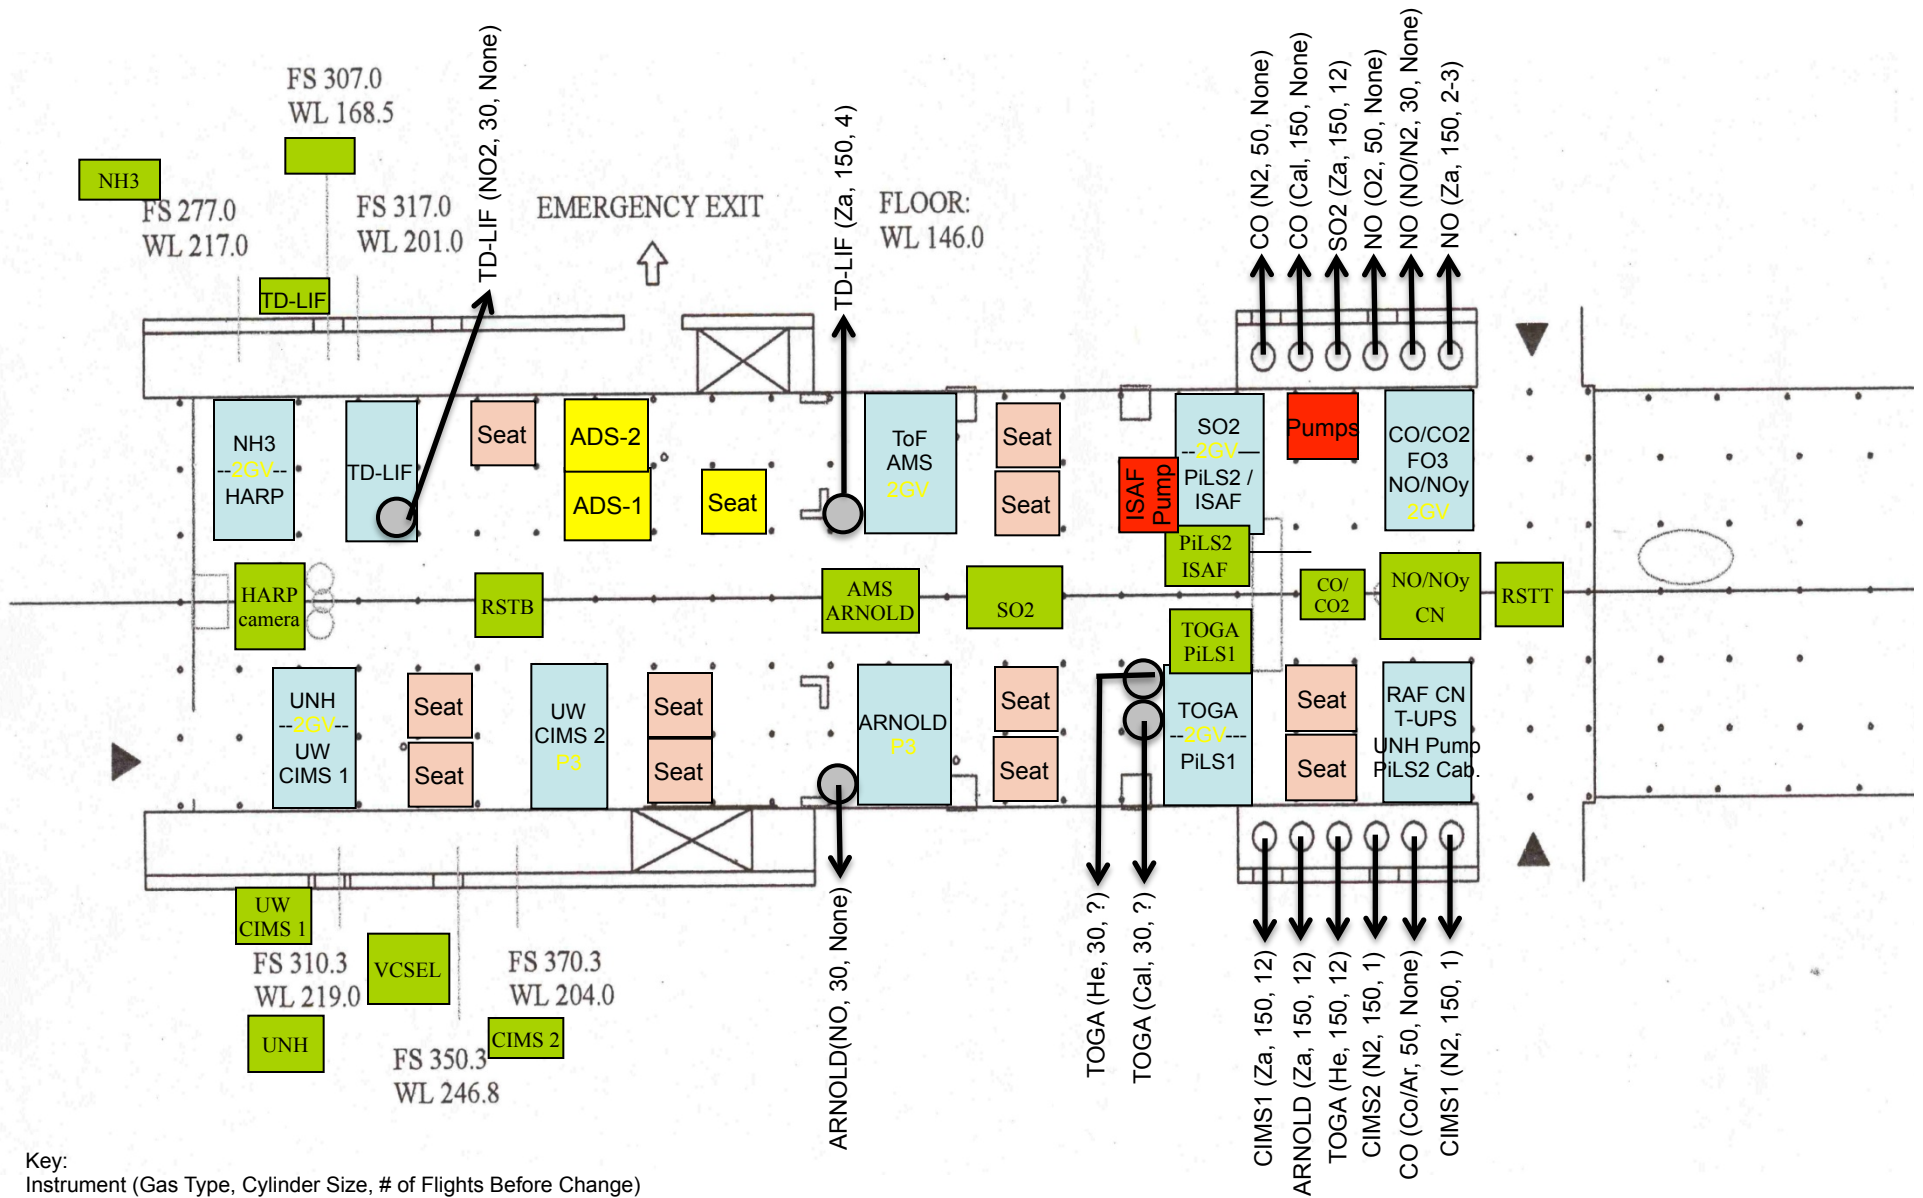 FS 307.0
WL 168.5
NH3
FS 277.0
WL 217.0
FS 317.0
WL 201.0
TD-LIF
TD-LIF (NO2, 30, None)
EMERGENCY EXIT
TD-LIF (Za, 150, 4)
FLOOR:
WL 146.0
CO (N2, 50, None)
CO (Cal, 150, None)
SO2 (Za, 150, 12)
NO (O2, 50, None)
NO (NO/N2, 30, None)
NO (Za, 150, 2-3)
NH3
--2GV--
HARP
TD-LIF
Seat
ADS-2
ADS-1
Seat
ToF
AMS
2GV
Seat
Seat
ISAF
Pump
SO2
--2GV—
PiLS2 /
ISAF
Pumps
CO/CO2
FO3
NO/NOy
2GV
HARP
camera
RSTB
AMS
ARNOLD
SO2
PiLS2
ISAF
TOGA
PiLS1
CO/
CO2
NO/NOy
CN
RSTT
UNH
--2GV--
UW
CIMS 1
Seat
Seat
UW
CIMS 2
P3
Seat
Seat
ARNOLD
P3
Seat
Seat
TOGA
--2GV---
PiLS1
Seat
Seat
RAF CN
T-UPS
UNH Pump
PiLS2 Cab.
UW
CIMS 1
FS 310.3
WL 219.0
UNH
VCSEL
FS 350.3
WL 246.8
FS 370.3
WL 204.0
CIMS 2
ARNOLD(NO, 30, None)
TOGA (He, 30, ?)
TOGA (Cal, 30, ?)
CIMS1 (Za, 150, 12)
ARNOLD (Za, 150, 12)
TOGA (He, 150, 12)
CIMS2 (N2, 150, 1)
CO (Co/Ar, 50, None)
CIMS1 (N2, 150, 1)
Key:
Instrument (Gas Type, Cylinder Size, # of Flights Before Change)